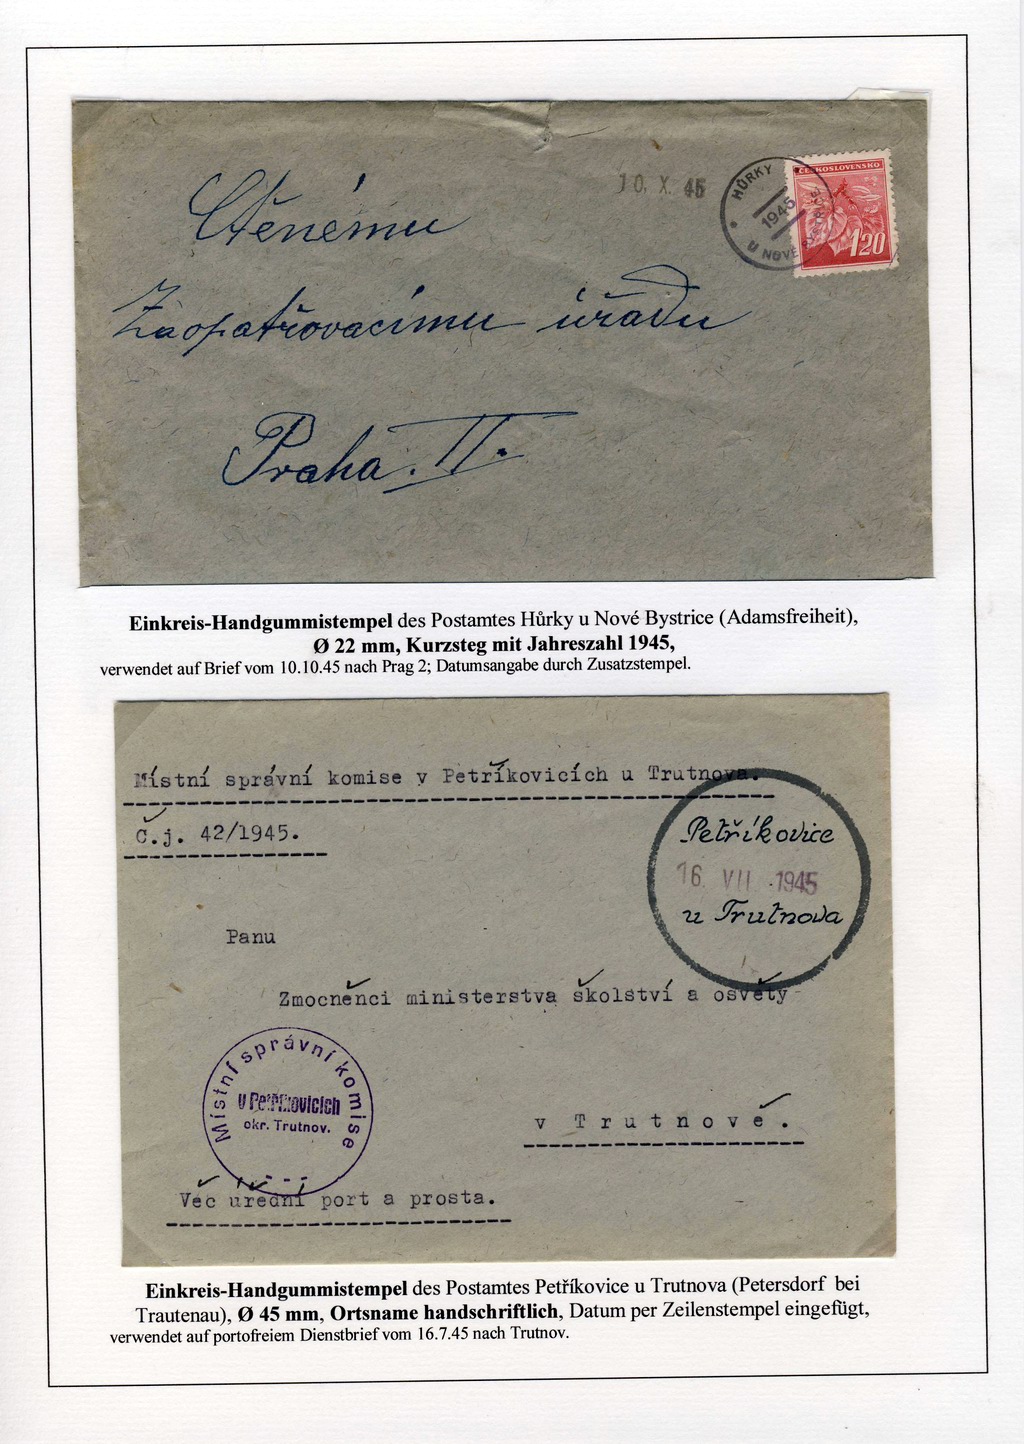 Ctěnému
10. X. 45
HŮRKY
1945
U NOVÉ BYSTŘICE
ČESKOSLOVENSKO
1.20
Zaopatřovacímu úřadu
Praha. II.
Einkreis-Handgummistempel des Postamtes Hůrky u Nové Bystrice (Adamsfreiheit),
Ø 22 mm, Kurzsteg mit Jahreszahl 1945,
verwendet auf Brief vom 10.10.45 nach Prag 2; Datumsangabe durch Zusatzstempel.
Místní správní komise v Petříkovicích u Trutnova.
Č.j. 42/1945.
Petříkovice
16. VII. 1945
u Trutnova
Panu
Zmocněnci ministerstva školství a osvěty
Místní správní komise
v Petříkovicích
okr. Trutnov.
v Trutnově.
Věc úřední port a prosta.
Einkreis-Handgummistempel des Postamtes Petříkovice u Trutnova (Petersdorf bei
Trautenau), Ø 45 mm, Ortsname handschriftlich, Datum per Zeilenstempel eingefügt,
verwendet auf portofreiem Dienstbrief vom 16.7.45 nach Trutnov.